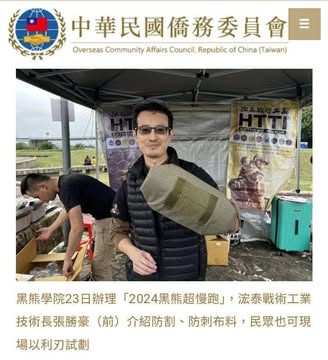 中華民國僑務委員會
Overseas Community Affairs Council, Republic of China (Taiwan)
HTTI
HTTI
黑熊學院23日辦理「2024黑熊超慢跑」，浤泰戰術工業
技術長張勝豪（前）介紹防割、防刺布料，民眾也可現
場以利刃試劃